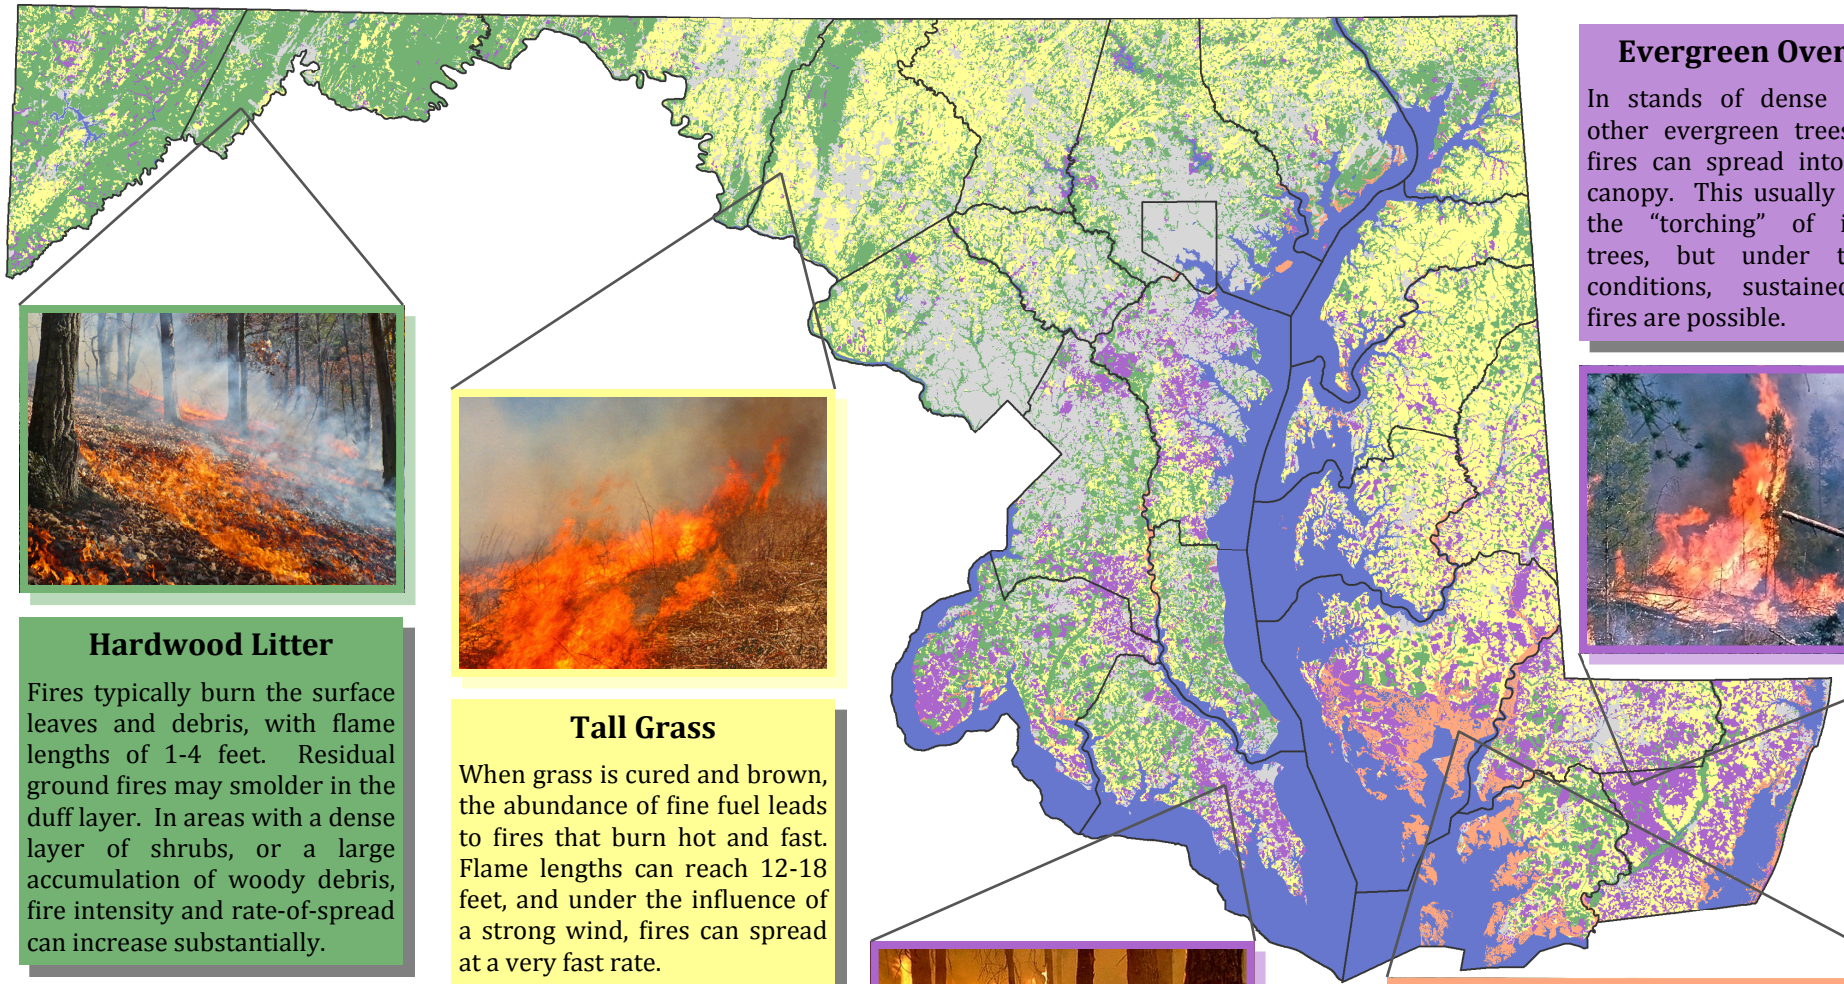 Hardwood Litter
Fires typically burn the surface
leaves and debris, with flame
lengths of 1-4 feet. Residual
ground fires may smolder in the
duff layer. In areas with a dense
layer of shrubs, or a large
accumulation of woody debris,
fire intensity and rate-of-spread
can increase substantially.
Tall Grass
When grass is cured and brown,
the abundance of fine fuel leads
to fires that burn hot and fast.
Flame lengths can reach 12-18
feet, and under the influence of
a strong wind, fires can spread
at a very fast rate.
Evergreen Over
In stands of dense
other evergreen trees
fires can spread into
canopy. This usually
the “torching” of i
trees, but under t
conditions, sustained
fires are possible.